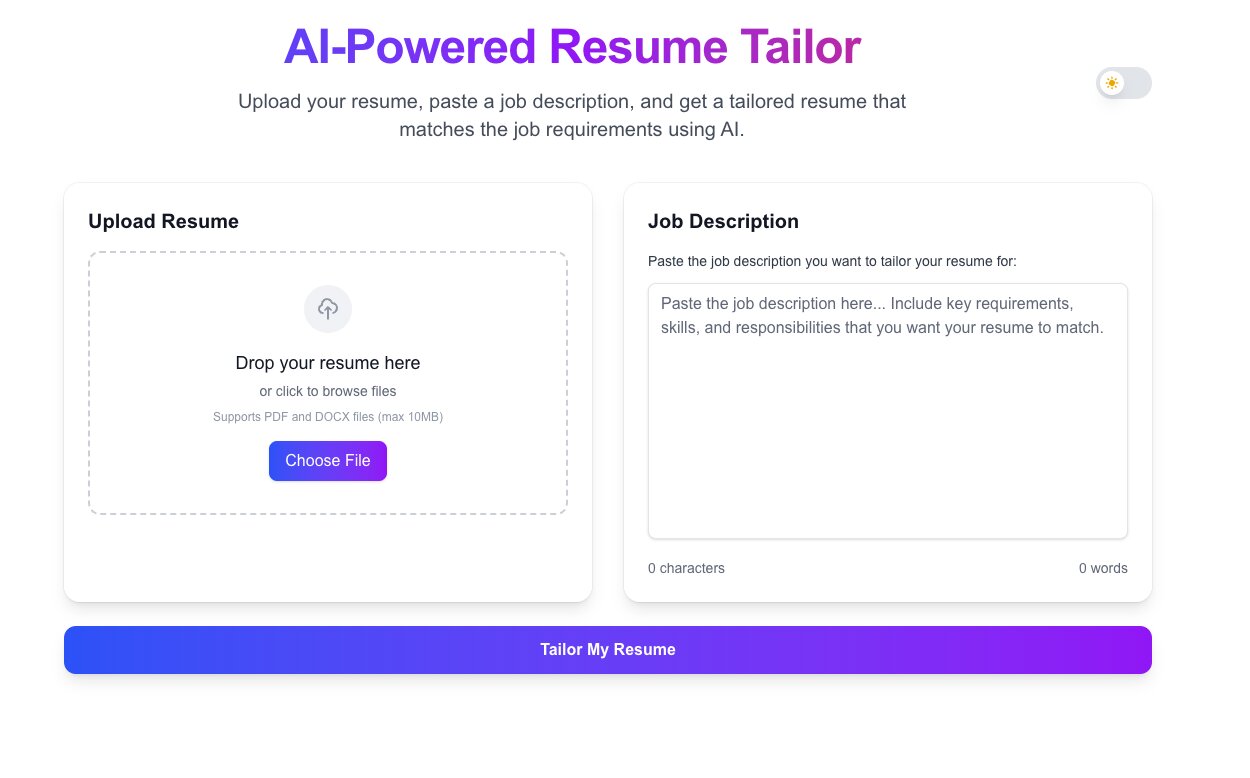 AI-Powered Resume Tailor
Upload your resume, paste a job description, and get a tailored resume that
matches the job requirements using AI.
Upload Resume
Drop your resume here
or click to browse files
Supports PDF and DOCX files (max 10MB)
Choose File
Job Description
Paste the job description you want to tailor your resume for:
Paste the job description here... Include key requirements,
skills, and responsibilities that you want your resume to match.
0 characters
0 words
Tailor My Resume